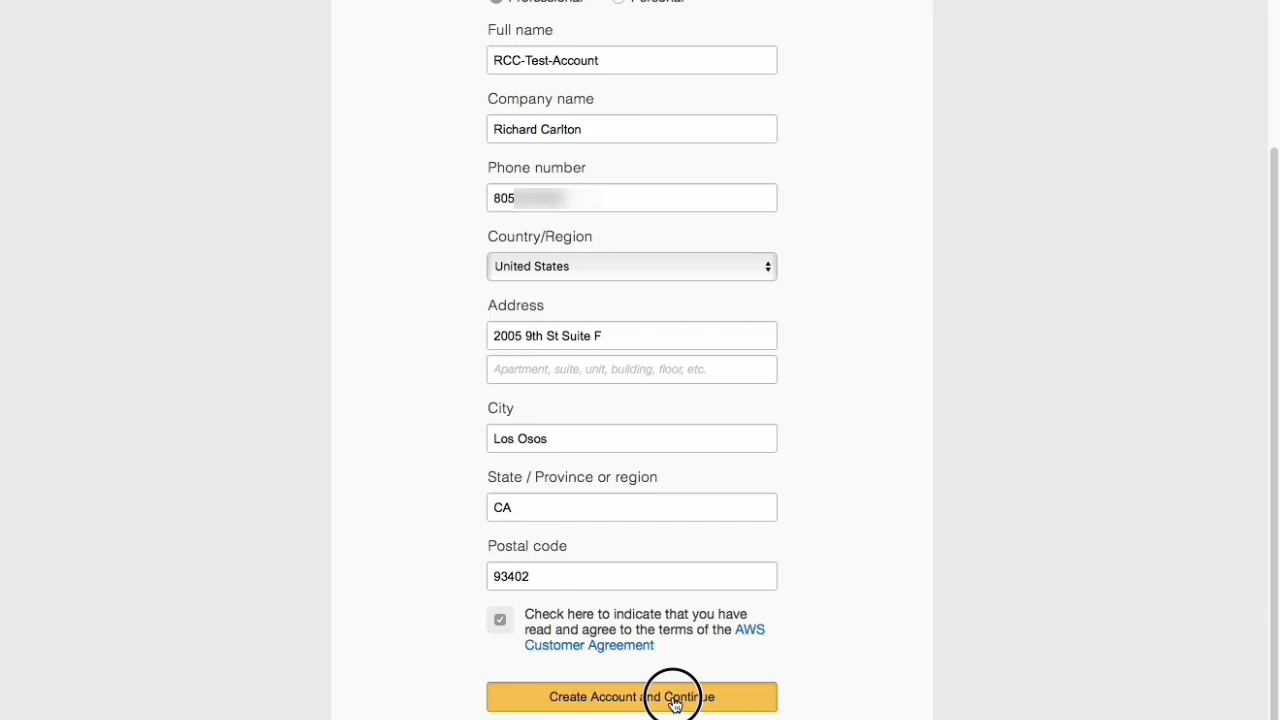 Professional Personal
Full name
RCC-Test-Account
Company name
Richard Carlton
Phone number
805
Country/Region
United States
Address
2005 9th St Suite F
Apartment, suite, unit, building, floor, etc.
City
Los Osos
State / Province or region
CA
Postal code
93402
Check here to indicate that you have
read and agree to the terms of the AWS
Customer Agreement
Create Account and Continue